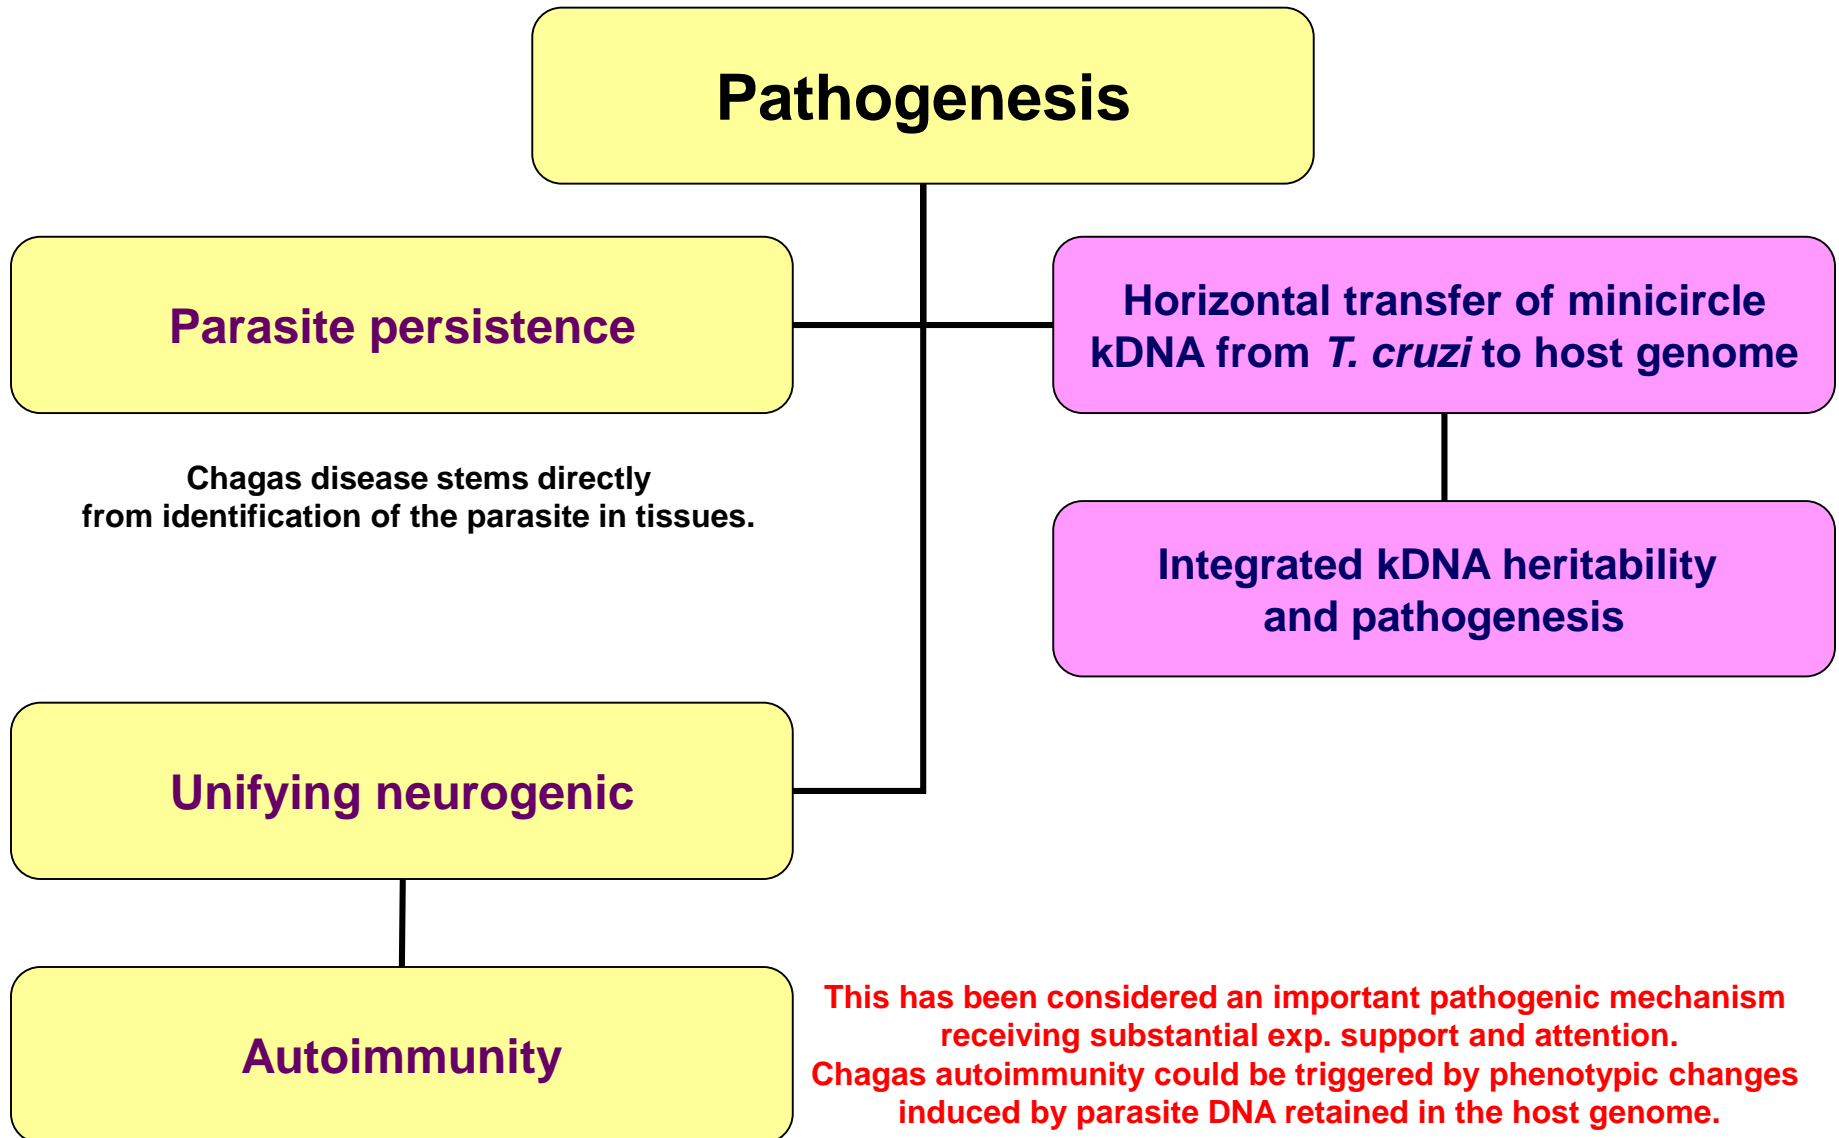 Pathogenesis
Parasite persistence
Horizontal transfer of minicircle
kDNA from T. cruzi to host genome
Chagas disease stems directly
from identification of the parasite in tissues.
Integrated kDNA heritability
and pathogenesis
Unifying neurogenic
Autoimmunity
This has been considered an important pathogenic mechanism
receiving substantial exp. support and attention.
Chagas autoimmunity could be triggered by phenotypic changes
induced by parasite DNA retained in the host genome.